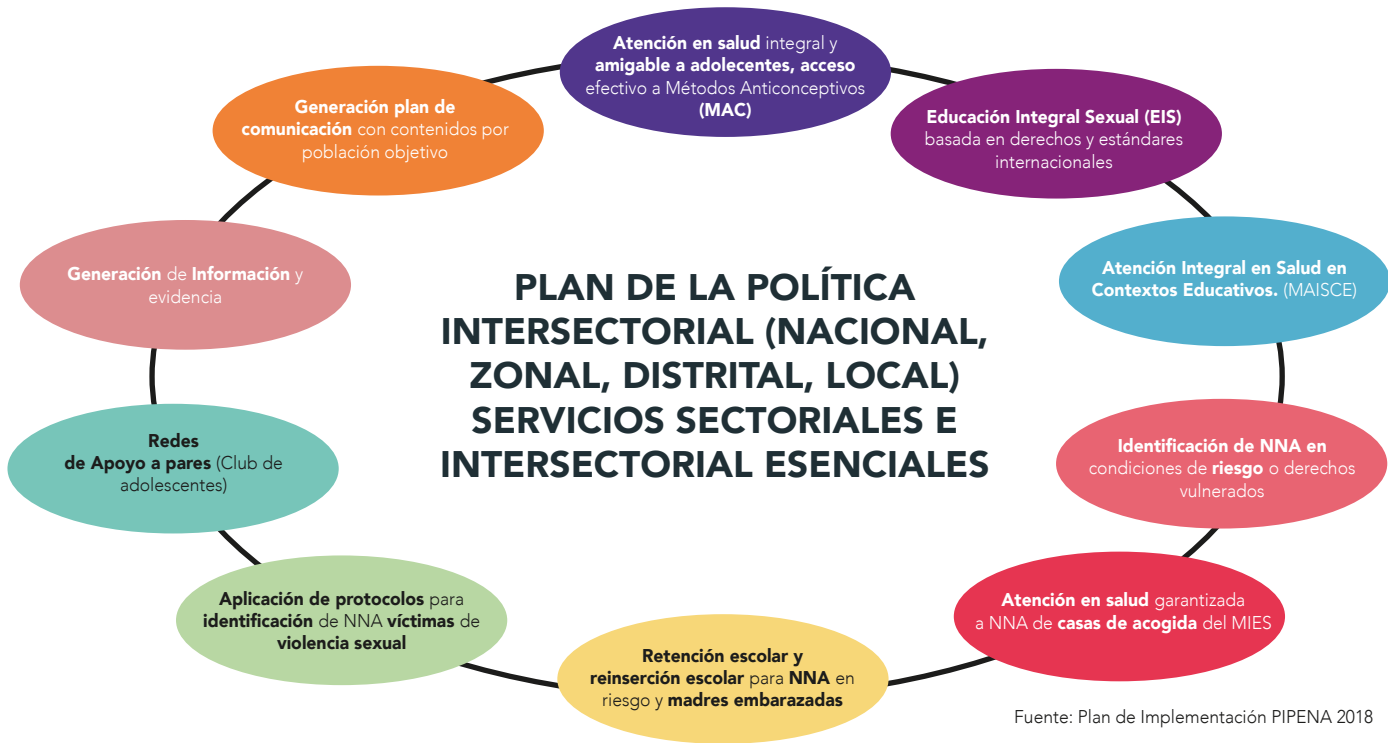 Atención en salud integral y
amigable a adolecentes, acceso
efectivo a Métodos Anticonceptivos
(MAC)
Educación Integral Sexual (EIS)
basada en derechos y estándares
internacionales
Atención Integral en Salud en
Contextos Educativos. (MAISCE)
Identificación de NNA en
condiciones de riesgo o derechos
vulnerados
Atención en salud garantizada
a NNA de casas de acogida del MIES
Retención escolar y
reinserción escolar para NNA en
riesgo y madres embarazadas
Aplicación de protocolos para
identificación de NNA víctimas de
violencia sexual
Redes
de Apoyo a pares (Club de
adolescentes)
Generación de Información y
evidencia
Generación plan de
comunicación con contenidos por
población objetivo
PLAN DE LA POLÍTICA
INTERSECTORIAL (NACIONAL,
ZONAL, DISTRITAL, LOCAL)
SERVICIOS SECTORIALES E
INTERSECTORIAL ESENCIALES
Fuente: Plan de Implementación PIPENA 2018